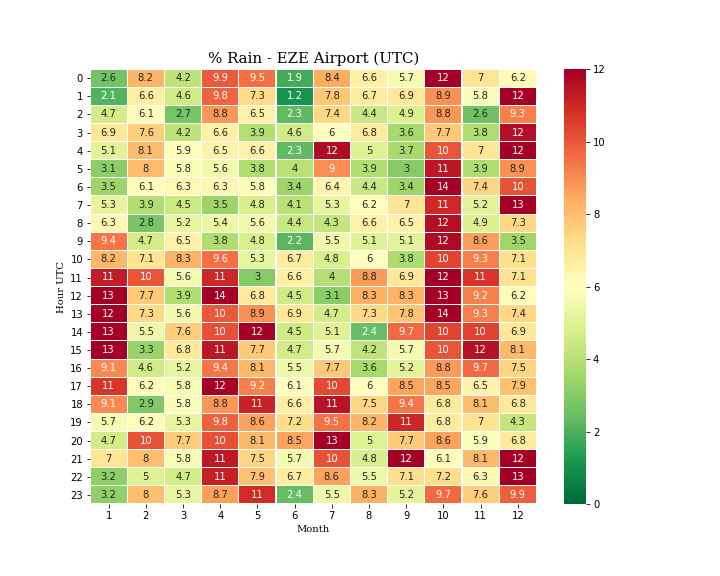 % Rain - EZE Airport (UTC)
0 2.6 8.2 4.2 9.9 9.5 1.9 8.4 6.6 5.7 12 7 6.2
1 2.1 6.6 4.6 9.8 7.3 1.2 7.8 6.7 6.9 8.9 5.8 12
2 4.7 6.1 2.7 8.8 6.5 2.3 7.4 4.4 4.9 8.8 2.6 9.3
3 6.9 7.6 4.2 6.6 3.9 4.6 6 6.8 3.6 7.7 3.8 12
4 5.1 8.1 5.9 6.5 6.6 2.3 12 5 3.7 10 7 12
5 3.1 8 5.8 5.6 3.8 4 9 3.9 3 11 3.9 8.9
6 3.5 6.1 6.3 6.3 5.8 3.4 6.4 4.4 3.4 14 7.4 10
7 5.3 3.9 4.5 3.5 4.8 4.1 5.3 6.2 7 11 5.2 13
8 6.3 2.8 5.2 5.4 5.6 4.4 4.3 6.6 6.5 12 4.9 7.3
9 9.4 4.7 6.5 3.8 4.8 2.2 5.5 5.1 5.1 12 8.6 3.5
10 8.2 7.1 8.3 9.6 5.3 6.7 4.8 6 3.8 10 9.3 7.1
11 11 10 5.6 11 3 6.6 4 8.8 6.9 12 11 7.1
12 13 7.7 3.9 14 6.8 4.5 3.1 8.3 8.3 13 9.2 6.2
13 12 7.3 5.6 10 8.9 6.9 4.7 7.3 7.8 14 9.3 7.4
14 13 5.5 7.6 10 12 4.5 5.1 2.4 9.7 10 10 6.9
15 13 3.3 6.8 11 7.7 4.7 5.7 4.2 5.7 10 12 8.1
16 9.1 4.6 5.2 9.4 8.1 5.5 7.7 3.6 5.2 8.8 9.7 7.5
17 11 6.2 5.8 12 9.2 6.1 10 6 8.5 8.5 6.5 7.9
18 9.1 2.9 5.8 8.8 11 6.6 11 7.5 9.4 6.8 8.1 6.8
19 5.7 6.2 5.3 9.8 8.6 7.2 9.5 8.2 11 6.8 7 4.3
20 4.7 10 7.7 10 8.1 8.5 13 5 7.7 8.6 5.9 6.8
21 7 8 5.8 11 7.5 5.7 10 4.8 12 6.1 8.1 12
22 3.2 5 4.7 11 7.9 6.7 8.6 5.5 7.1 7.2 6.3 13
23 3.2 8 5.3 8.7 11 2.4 5.5 8.3 5.2 9.7 7.6 9.9
1 2 3 4 5 6 7 8 9 10 11 12
Month
Hour UTC
12
10
8
6
4
2
0